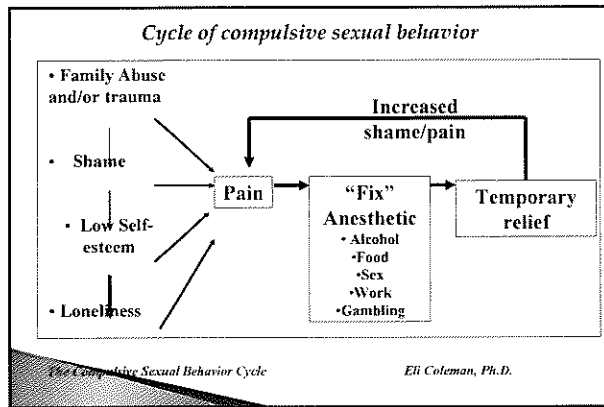 Cycle of compulsive sexual behavior
• Family Abuse
and/or trauma
• Shame
• Low Self-
esteem
• Loneliness
Pain
Increased
shame/pain
“Fix”
Anesthetic
• Alcohol
• Food
• Sex
• Work
• Gambling
Temporary
relief
The Compulsive Sexual Behavior Cycle
Eli Coleman, Ph.D.